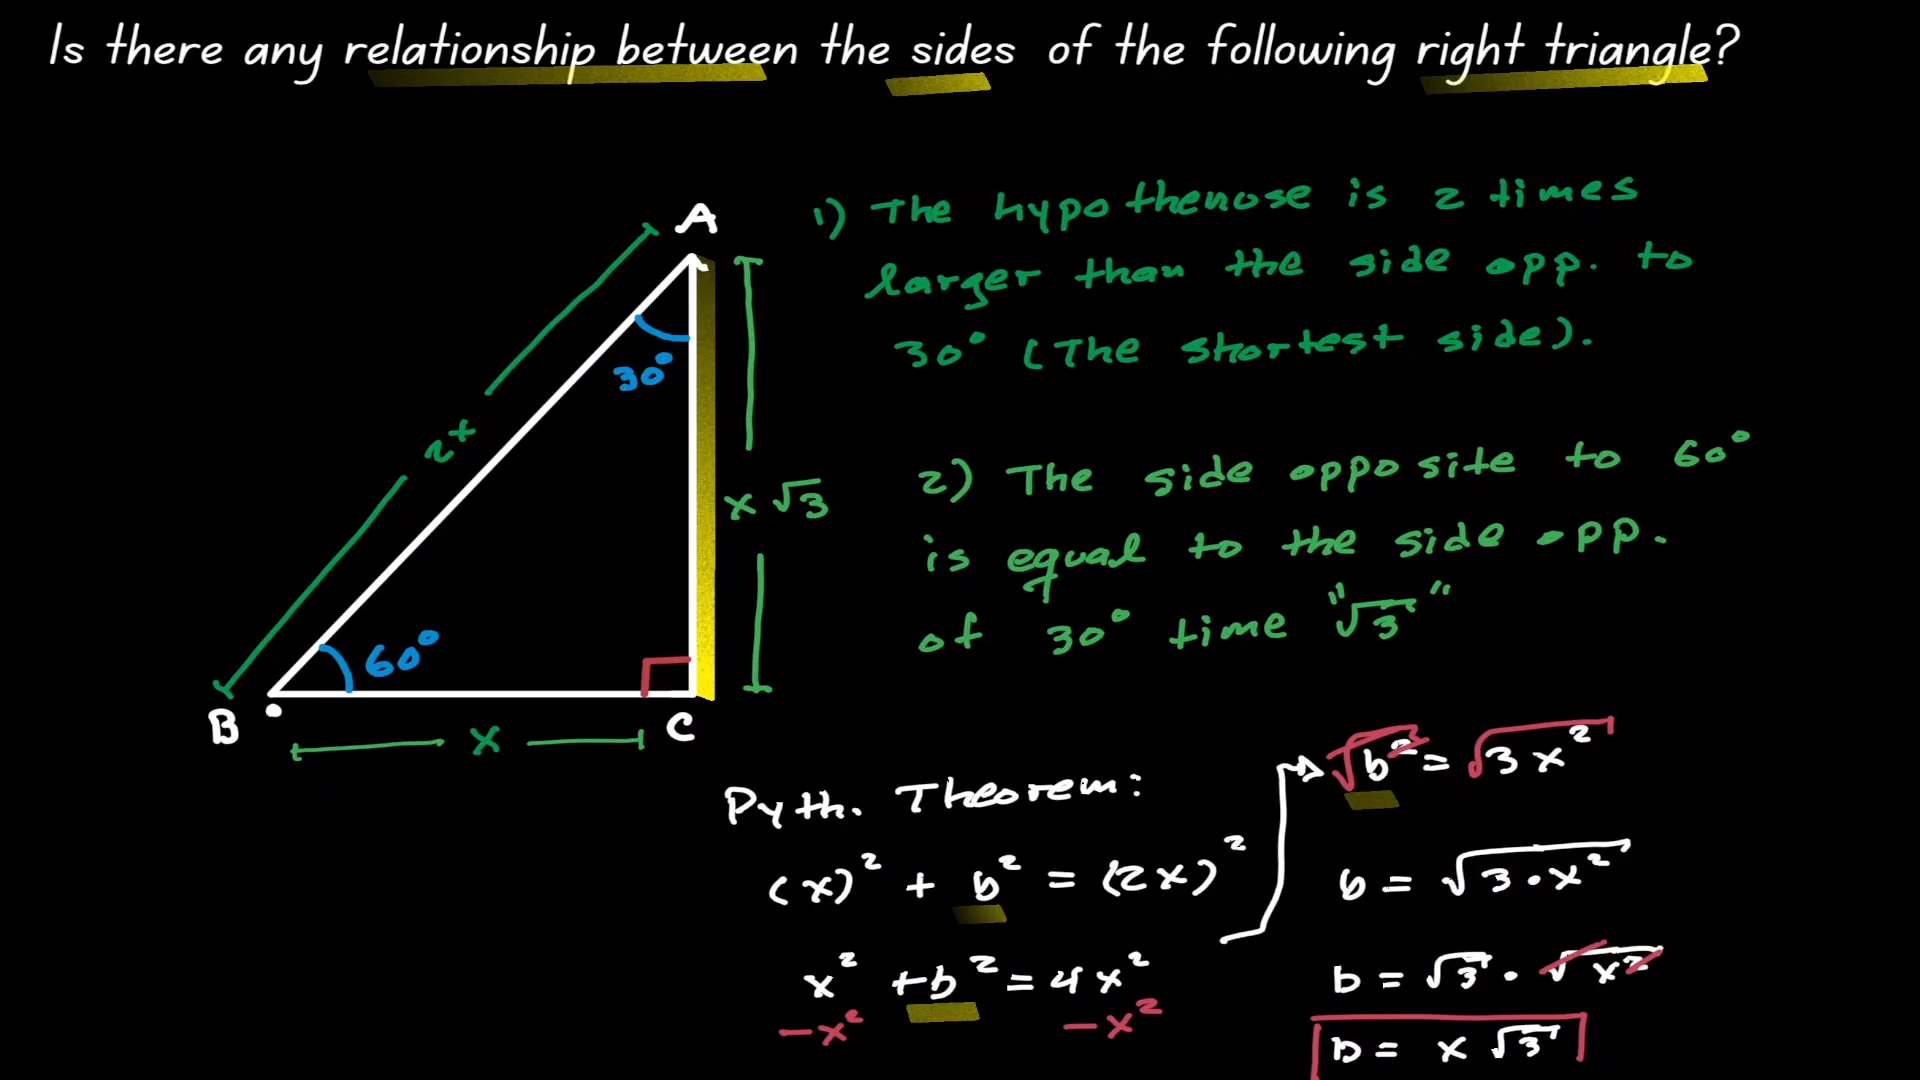 Is there any relationship between the sides of the following right triangle?
A
1) The hypothenose is 2 times
larger than the side opp. to
30° (The shortest side).
30°
2x
x √3
2) The side opposite to 60°
is equal to the side opp.
of 30° time "√3"
60°
B
C
x
Pyth. Theorem:
(x)² + b² = (2x)²
x² + b² = 4x²
-x² -x²
√b² = √3x²
b = √3·x²
b = √3 · √x²
b = x √3